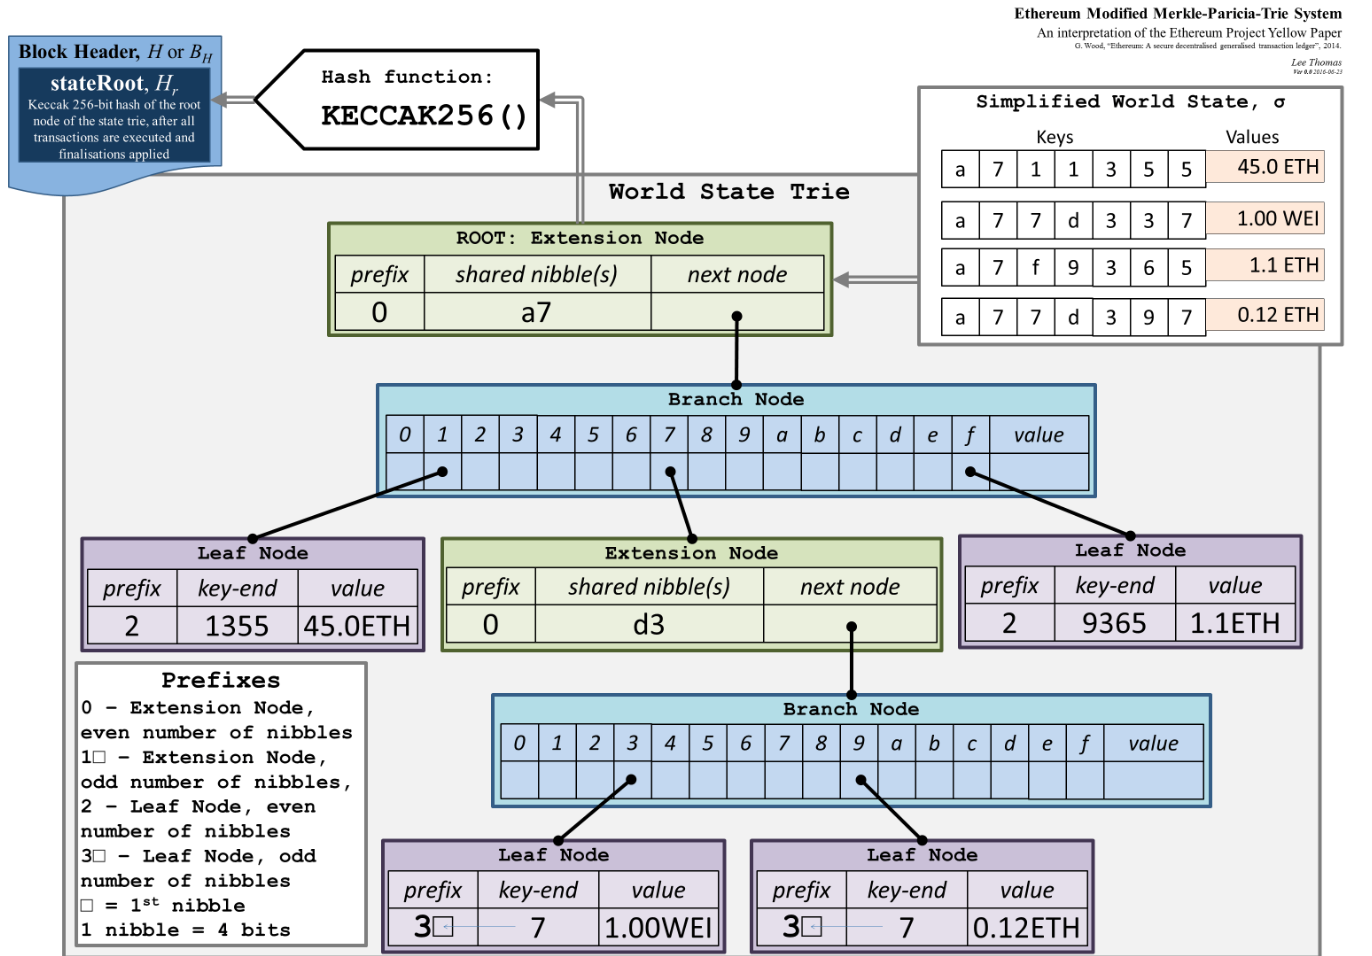 Ethereum Modified Merkle-Paricia-Trie System
An interpretation of the Ethereum Project Yellow Paper
G. Wood, "Ethereum: A secure decentralised generalised transaction ledger", 2014.
Lee Thomas
Ver 0.0 2016-06-23
Block Header, H or B_H
stateRoot, H_r
Keccak 256-bit hash of the root
node of the state trie, after all
transactions are executed and
finalisations applied
Hash function:
KECCAK256()
Simplified World State, σ
Keys Values
a 7 1 1 3 5 5 45.0 ETH
a 7 7 d 3 3 7 1.00 WEI
a 7 f 9 3 6 5 1.1 ETH
a 7 7 d 3 9 7 0.12 ETH
World State Trie
ROOT: Extension Node
prefix shared nibble(s) next node
0 a7
Branch Node
0 1 2 3 4 5 6 7 8 9 a b c d e f value
Leaf Node
prefix key-end value
2 1355 45.0ETH
Extension Node
prefix shared nibble(s) next node
0 d3
Leaf Node
prefix key-end value
2 9365 1.1ETH
Prefixes
0 – Extension Node,
even number of nibbles
1□ – Extension Node,
odd number of nibbles,
2 – Leaf Node, even
number of nibbles
3□ – Leaf Node, odd
number of nibbles
□ = 1st nibble
1 nibble = 4 bits
Branch Node
0 1 2 3 4 5 6 7 8 9 a b c d e f value
Leaf Node
prefix key-end value
3□ 7 1.00WEI
Leaf Node
prefix key-end value
3□ 7 0.12ETH